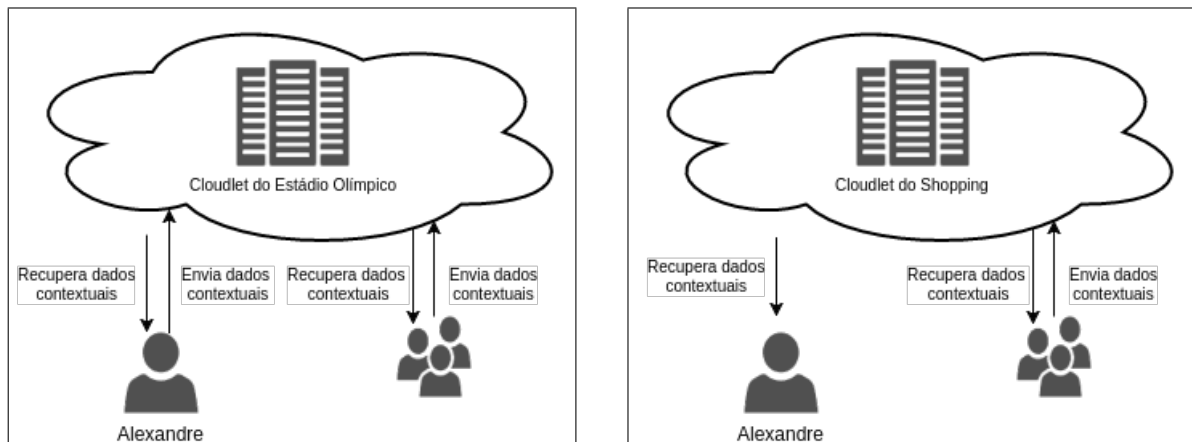 Cloudlet do Estádio Olímpico
Recupera dados
contextuais
Envia dados
contextuais
Recupera dados
contextuais
Envia dados
contextuais
Alexandre
Cloudlet do Shopping
Recupera dados
contextuais
Recupera dados
contextuais
Envia dados
contextuais
Alexandre